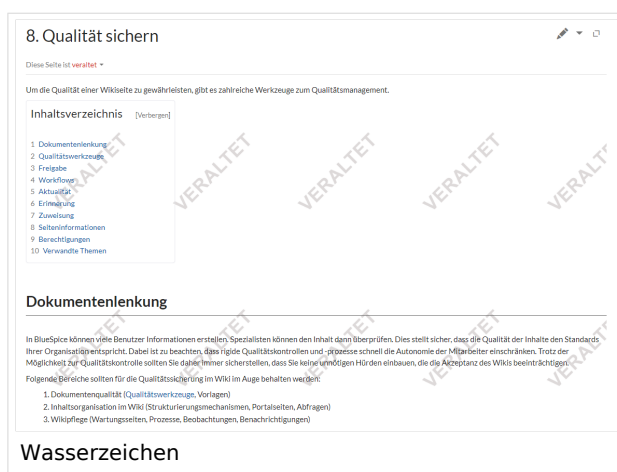 8. Qualität sichern
Diese Seite ist veraltet
Um die Qualität einer Wikiseite zu gewährleisten, gibt es zahlreiche Werkzeuge zum Qualitätsmanagement.
Inhaltsverzeichnis [Verbergen]
1 Dokumentenlenkung
2 Qualitätswerkzeuge
3 Freigabe
4 Workflows
5 Aktualität
6 Erinnerung
7 Zuweisung
8 Seiteninformationen
9 Berechtigungen
10 Verwandte Themen
VERALTET VERALTET VERALTET VERALTET VERALTET
Dokumentenlenkung
In BlueSpice können viele Benutzer Informationen erstellen. Spezialisten können den Inhalt dann überprüfen. Dies stellt sicher, dass die Qualität der Inhalte den Standards
Ihrer Organisation entspricht. Dabei ist zu beachten, dass rigide Qualitätskontrollen und -prozesse schnell die Autonomie der Mitarbeiter einschränken. Trotz der
Möglichkeit zur Qualitätskontrolle sollten Sie daher immer sicherstellen, dass Sie keine unnötigen Hürden einbauen, die die Akzeptanz des Wikis beeinträchtigen.
Folgende Bereiche sollten für die Qualitätssicherung im Wiki im Auge behalten werden:
1. Dokumentenqualität (Qualitätswerkzeuge, Vorlagen)
2. Inhaltsorganisation im Wiki (Strukturierungsmechanismen, Portalseiten, Abfragen)
3. Wikipflege (Wartungsseiten, Prozesse, Beobachtungen, Benachrichtigungen)
VERALTET VERALTET VERALTET VERALTET VERALTET
Wasserzeichen